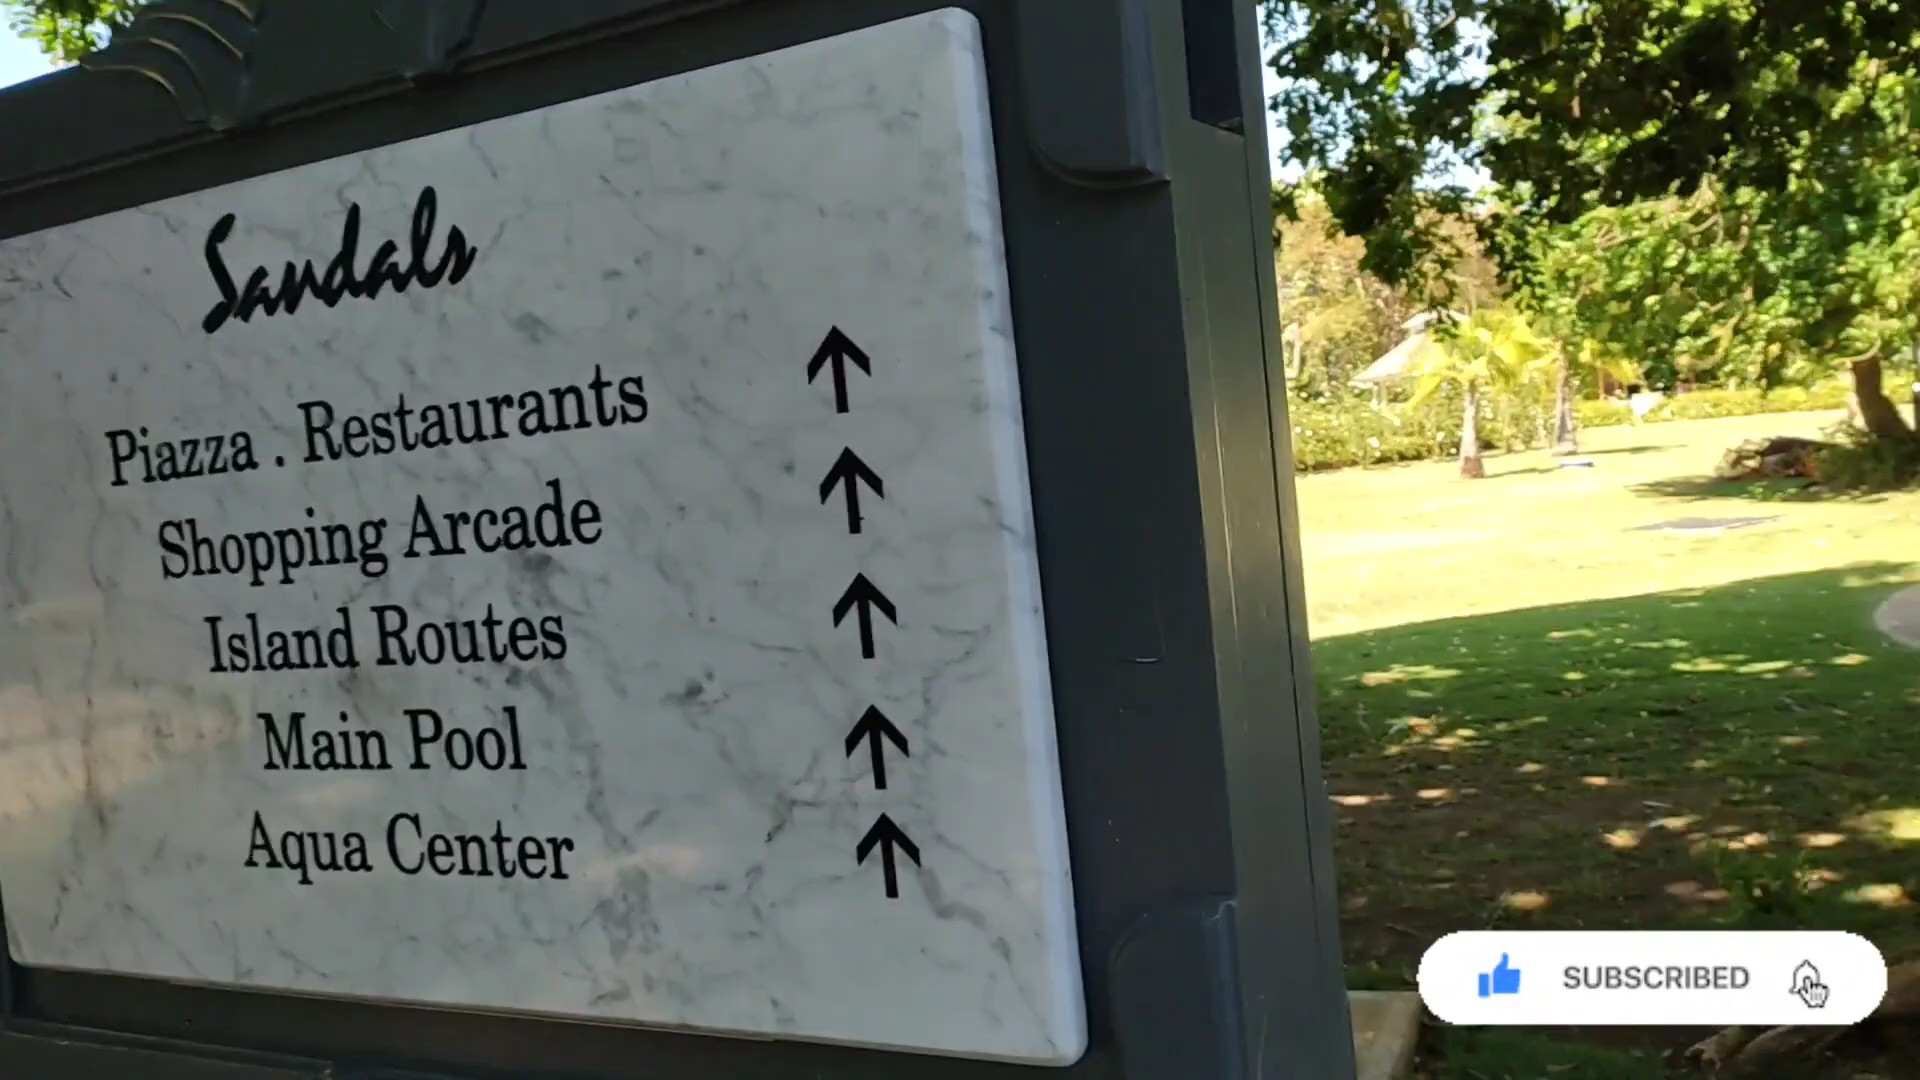 Sandals
Piazza . Restaurants
Shopping Arcade
Island Routes
Main Pool
Aqua Center
SUBSCRIBED